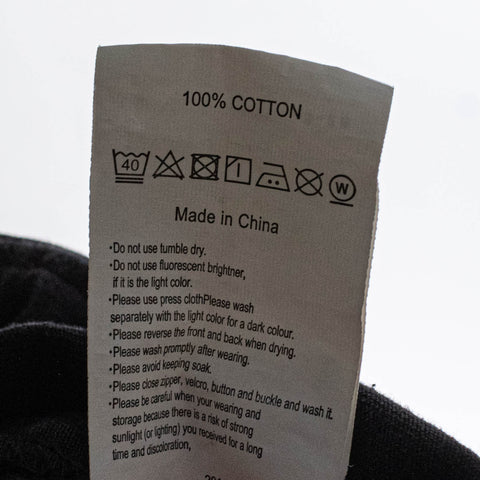 100% COTTON
40 W
Made in China
·Do not use tumble dry.
·Do not use fluorescent brightner,
if it is the light color.
·Please use press clothPlease wash
separately with the light color for a dark colour.
·Please reverse the front and back when drying.
·Please wash promptly after wearing.
·Please avoid keeping soak.
·Please close zipper, velcro, button and buckle and wash it.
·Please be careful when your wearing and
storage because there is a risk of strong
sunlight (or lighting) you received for a long
time and discoloration,